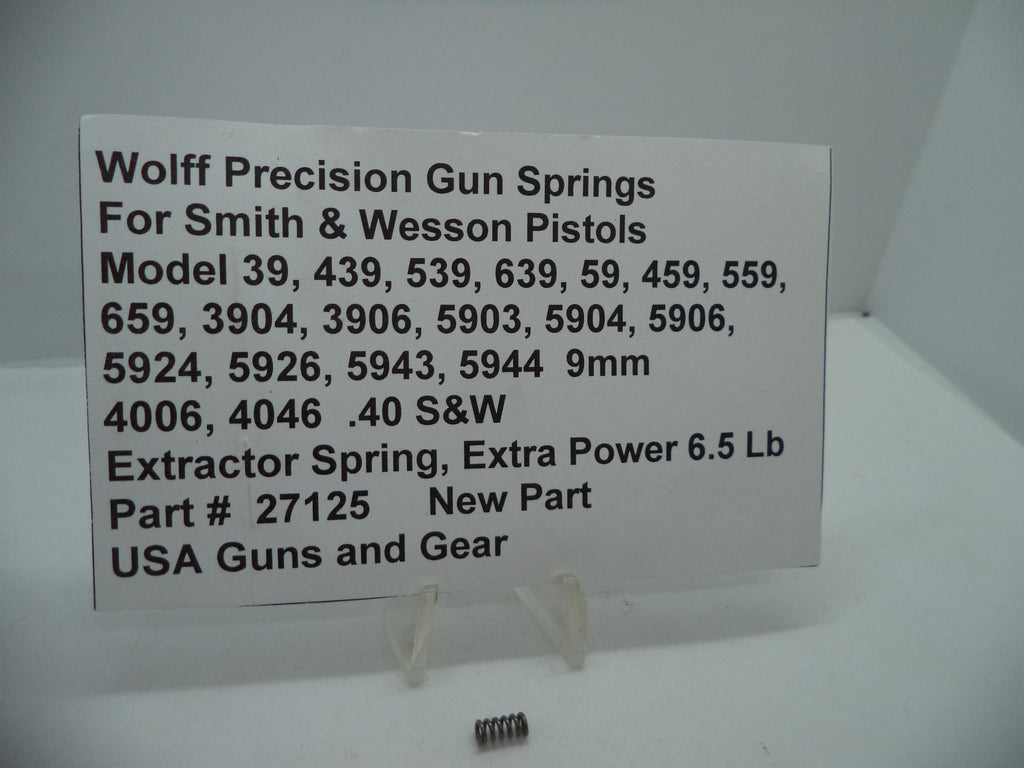 Wolff Precision Gun Springs
For Smith & Wesson Pistols
Model 39, 439, 539, 639, 59, 459, 559,
659, 3904, 3906, 5903, 5904, 5906,
5924, 5926, 5943, 5944 9mm
4006, 4046 .40 S&W
Extractor Spring, Extra Power 6.5 Lb
Part # 27125 New Part
USA Guns and Gear